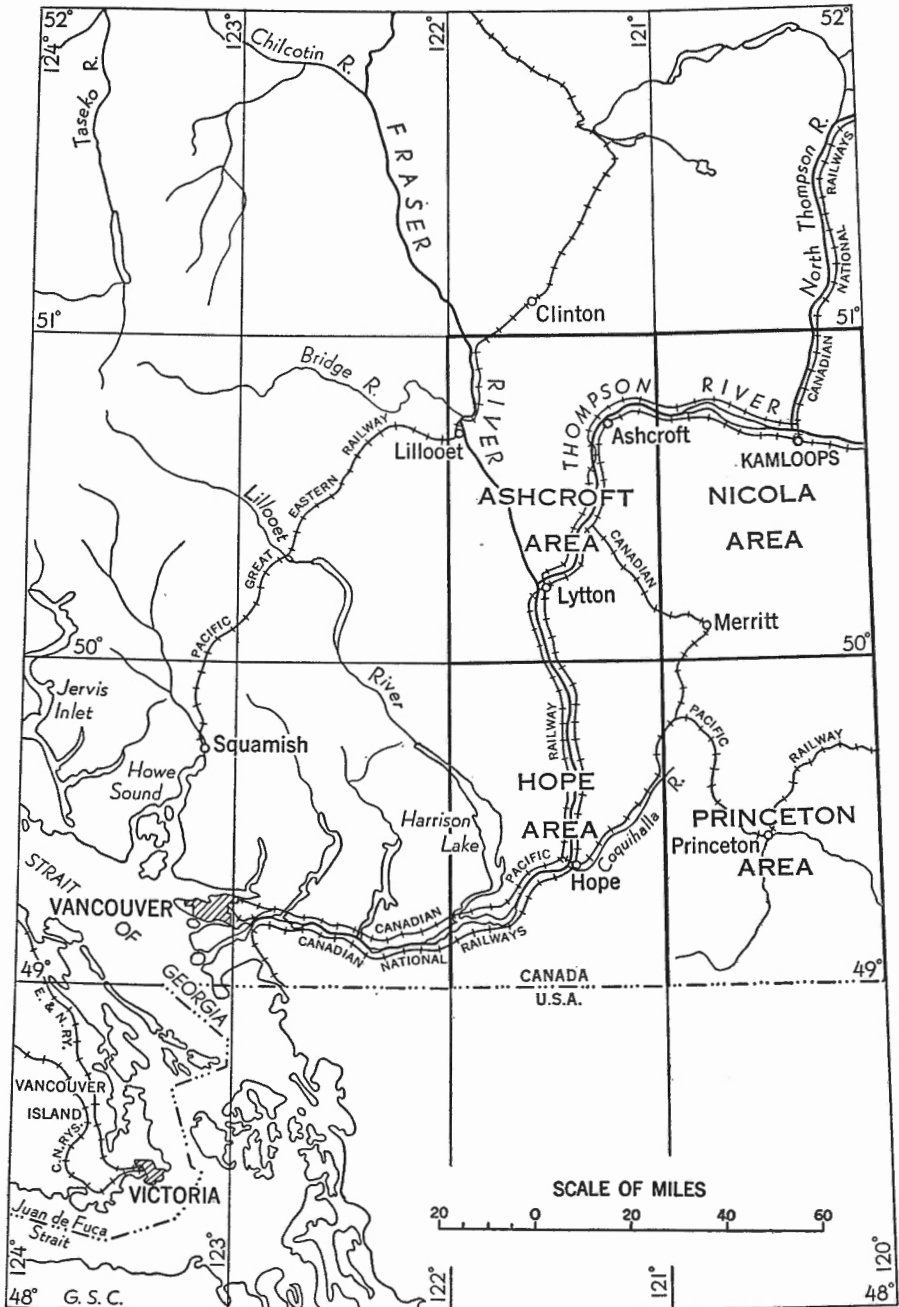 52°
124°
123°
122°
121°
52°
Taseko R.
Chilcotin R.
FRASER
RIVER
North Thompson R.
CANADIAN NATIONAL RAILWAYS
Clinton
51°
51°
Bridge R.
Lillooet
PACIFIC GREAT EASTERN RAILWAY
THOMPSON RIVER
Ashcroft
KAMLOOPS
Lillooet River
ASHCROFT
AREA
NICOLA
AREA
CANADIAN
Lytton
Merritt
50°
50°
Jervis
Inlet
Squamish
Howe
Sound
RAILWAY
PACIFIC
RAILWAY
HOPE
AREA
Harrison
Lake
Coquihalla R.
PRINCETON
Princeton
AREA
PACIFIC
Hope
STRAIT
OF
GEORGIA
VANCOUVER
CANADIAN
CANADIAN NATIONAL RAILWAYS
49°
49°
CANADA
U.S.A.
E. & N. RY.
VANCOUVER
ISLAND
C. N. RYS.
VICTORIA
Juan de Fuca
Strait
SCALE OF MILES
20 0 20 40 60
124°
123°
122°
121°
120°
48°
G. S. C.
48°